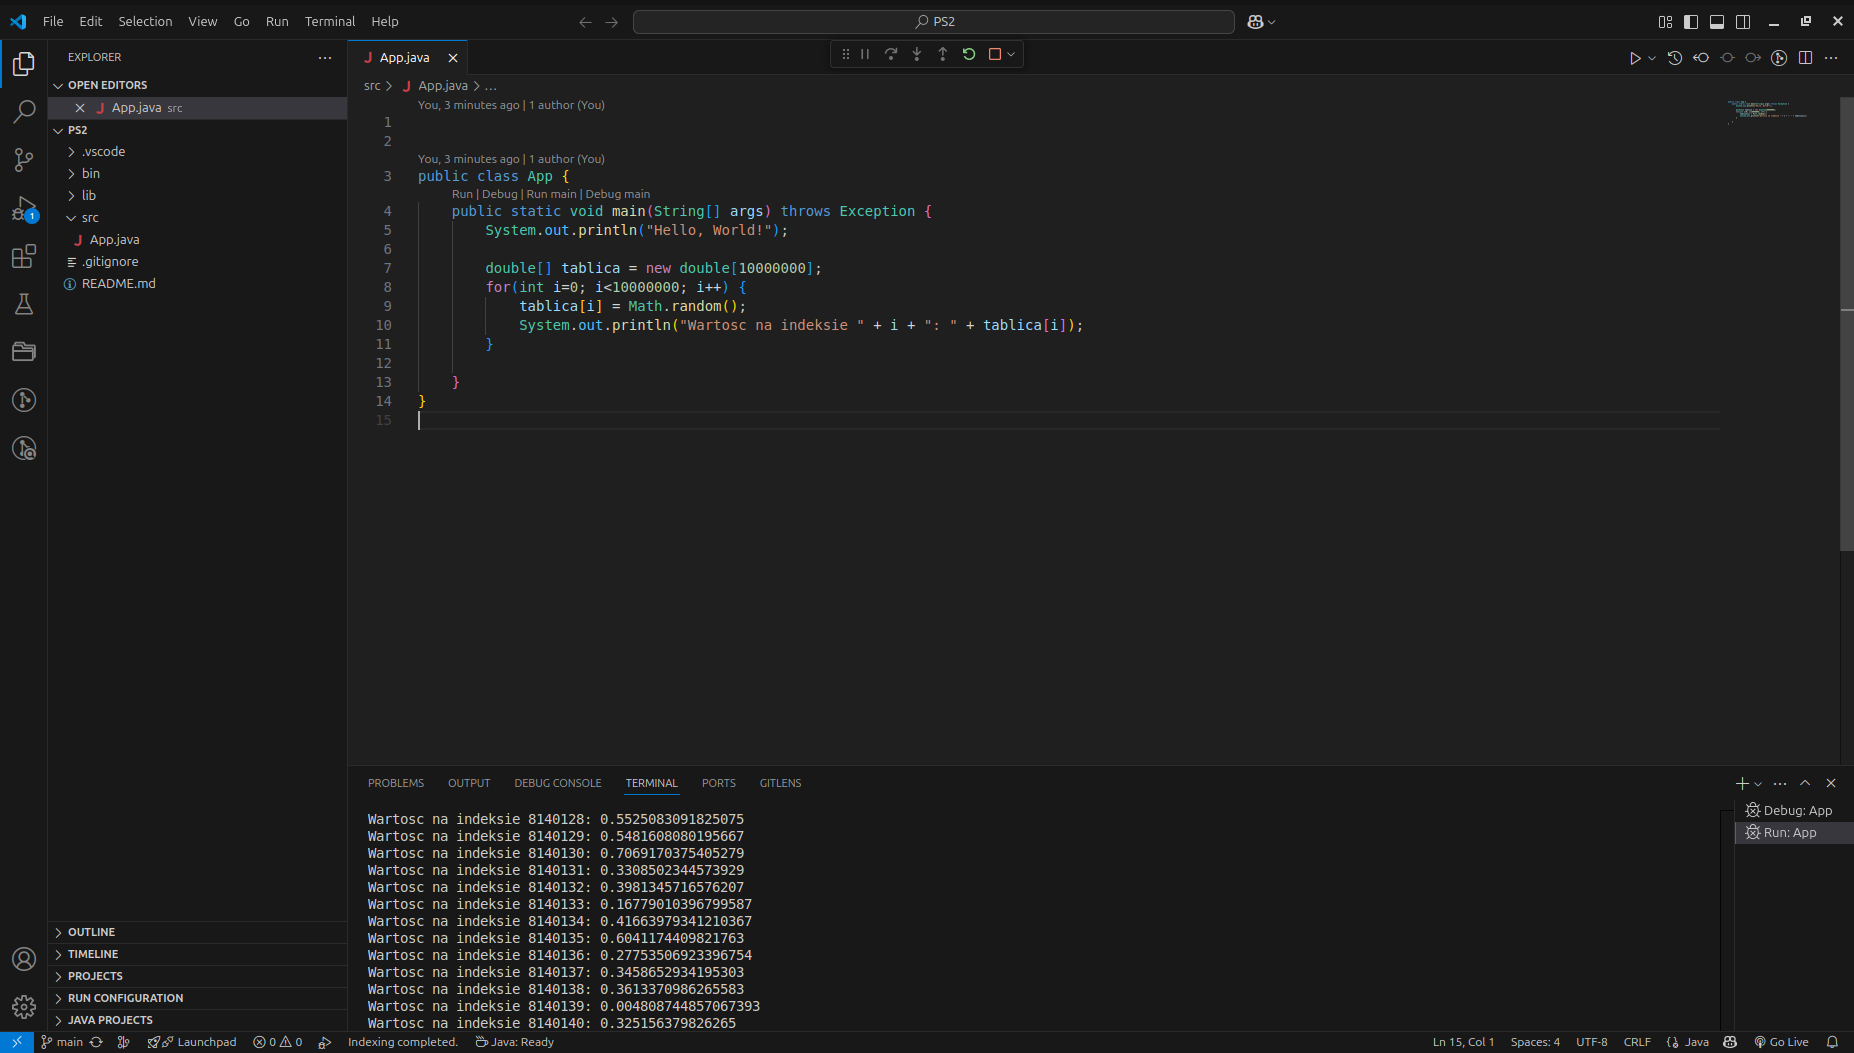 File Edit Selection View Go Run Terminal Help
PS2
EXPLORER
OPEN EDITORS
App.java src
PS2
.vscode
bin
lib
src
App.java
.gitignore
README.md
OUTLINE
TIMELINE
PROJECTS
RUN CONFIGURATION
JAVA PROJECTS
App.java
src > App.java > ...
You, 3 minutes ago | 1 author (You)
1
2
You, 3 minutes ago | 1 author (You)
3 public class App {
Run | Debug | Run main | Debug main
4 public static void main(String[] args) throws Exception {
5 System.out.println("Hello, World!");
6
7 double[] tablica = new double[10000000];
8 for(int i=0; i<10000000; i++) {
9 tablica[i] = Math.random();
10 System.out.println("Wartosc na indeksie " + i + ": " + tablica[i]);
11 }
12
13 }
14 }
15
PROBLEMS OUTPUT DEBUG CONSOLE TERMINAL PORTS GITLENS
Wartosc na indeksie 8140128: 0.5525083091825075
Wartosc na indeksie 8140129: 0.5481608080195667
Wartosc na indeksie 8140130: 0.7069170375405279
Wartosc na indeksie 8140131: 0.3308502344573929
Wartosc na indeksie 8140132: 0.3981345716576207
Wartosc na indeksie 8140133: 0.16779010396799587
Wartosc na indeksie 8140134: 0.41663979341210367
Wartosc na indeksie 8140135: 0.6041174409821763
Wartosc na indeksie 8140136: 0.27753506923396754
Wartosc na indeksie 8140137: 0.3458652934195303
Wartosc na indeksie 8140138: 0.3613370986265583
Wartosc na indeksie 8140139: 0.004808744857067393
Wartosc na indeksie 8140140: 0.325156379826265
Debug: App
Run: App
1
main Launchpad 0 0 Indexing completed. Java: Ready Ln 15, Col 1 Spaces: 4 UTF-8 CRLF Java Go Live